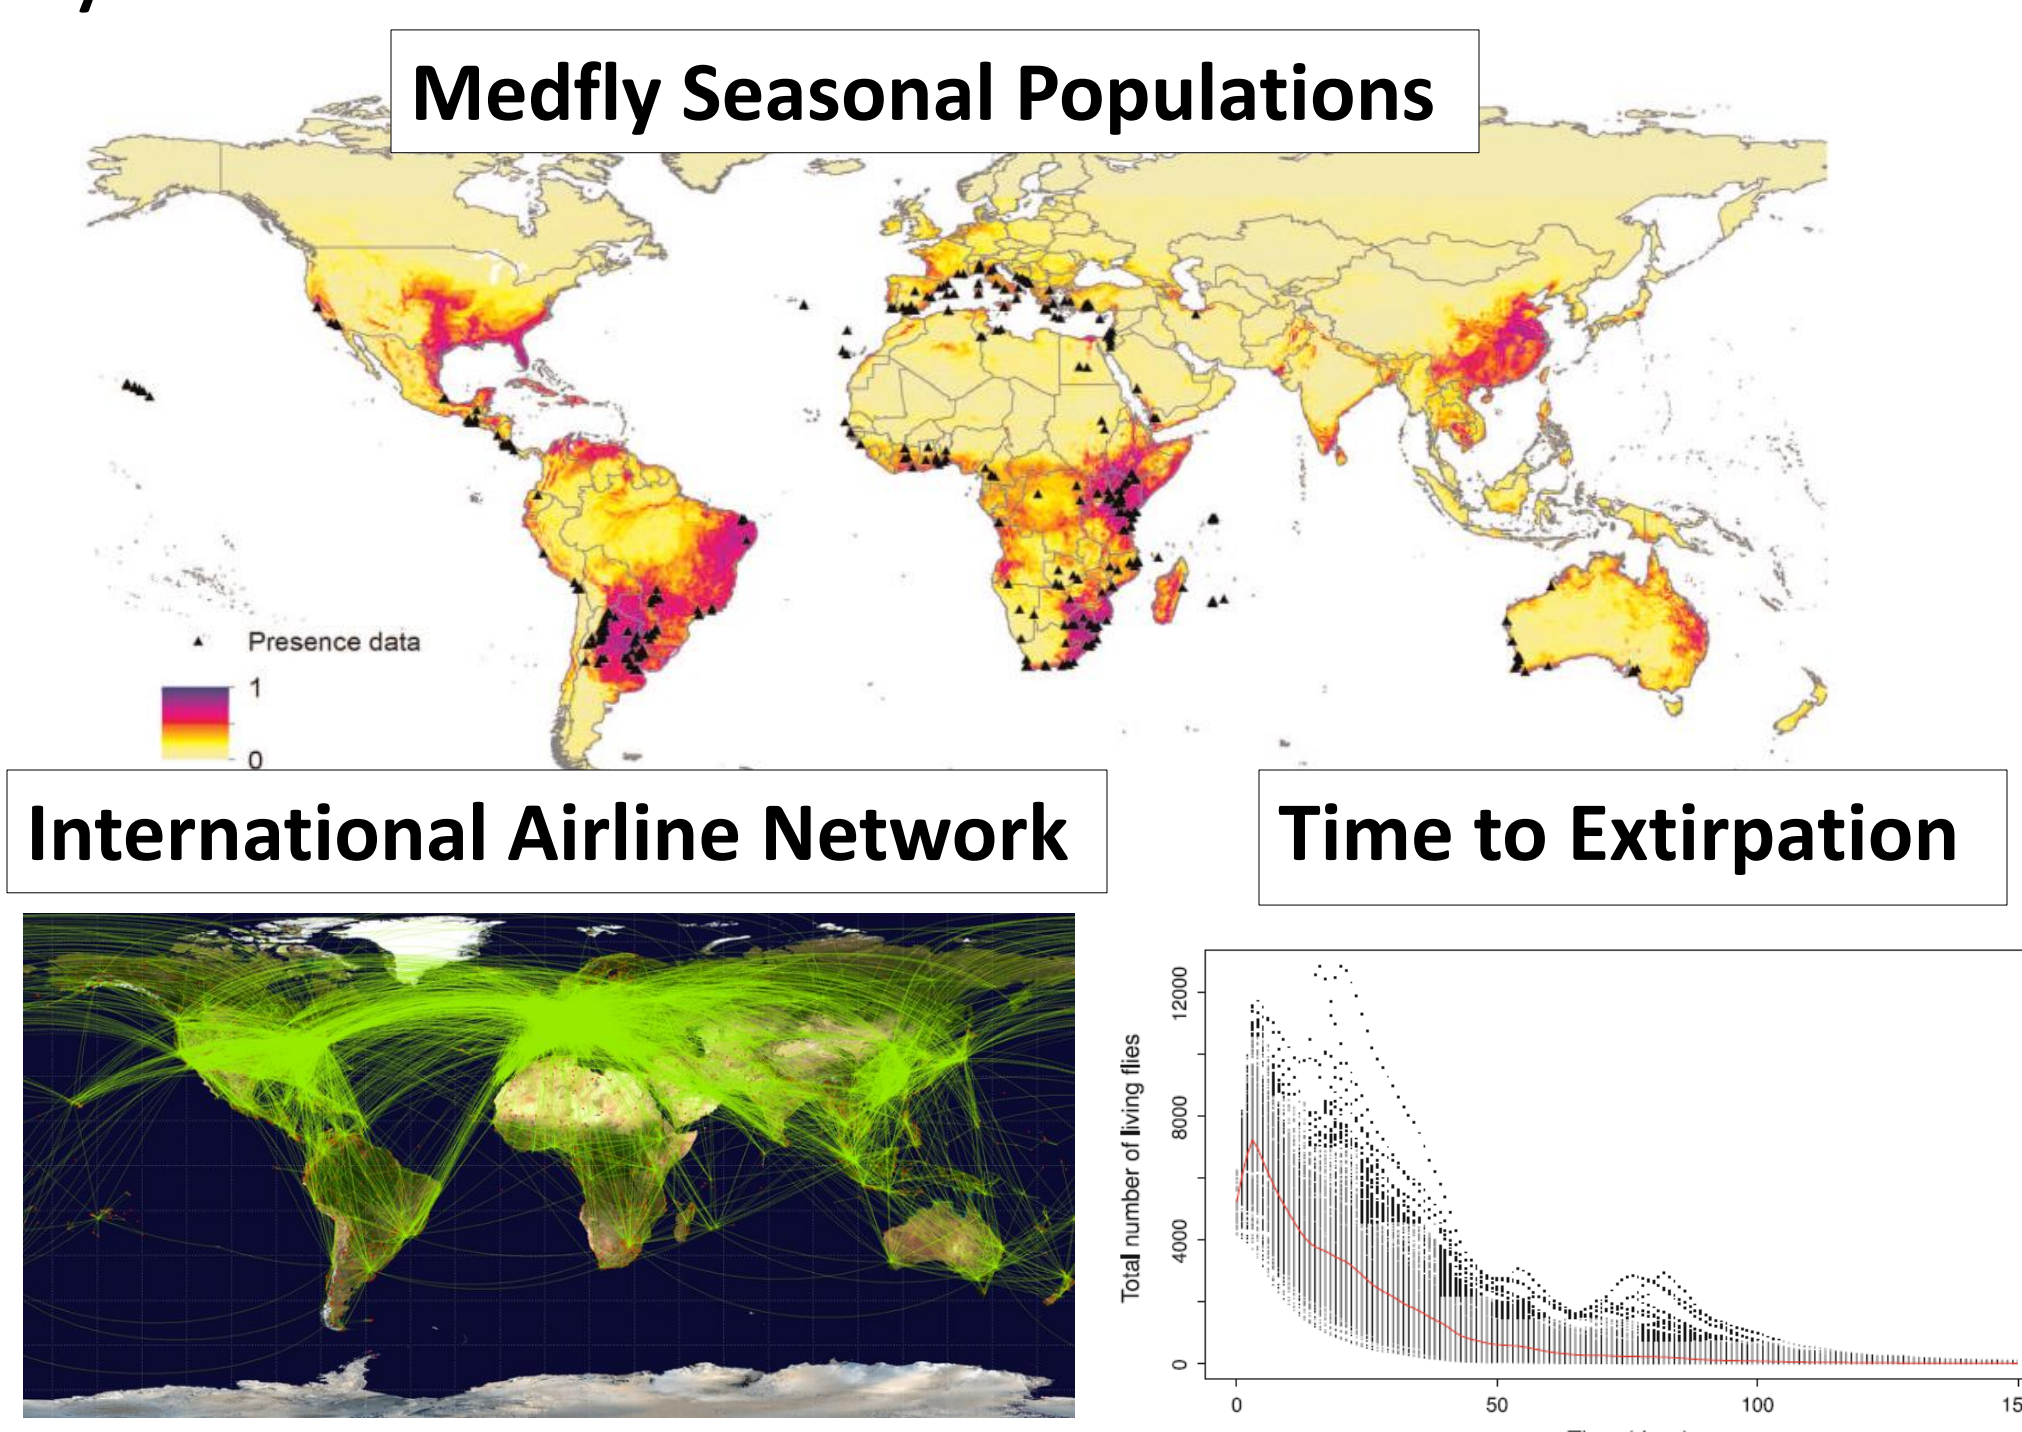 Medfly Seasonal Populations
Presence data
1
0
International Airline Network
Time to Extirpation
Total number of living flies
12000
8000
4000
0
0 50 100